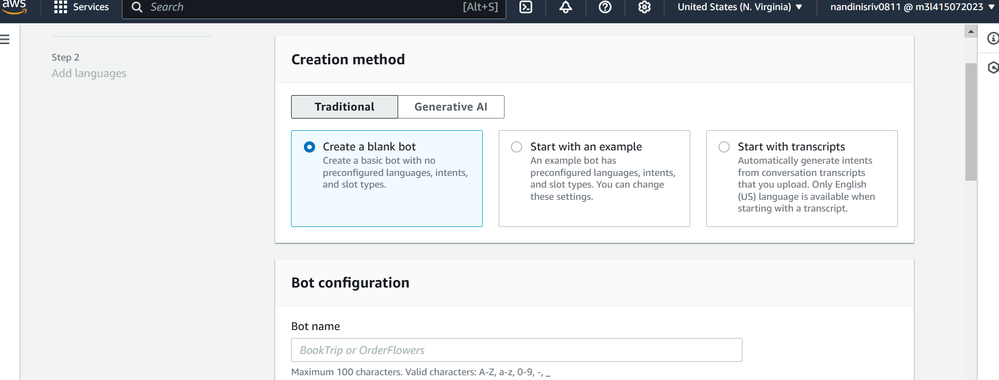 aws
Services
Search
[Alt+S]
United States (N. Virginia)
nandinisriv0811 @ m3l415072023
Step 2
Add languages
Creation method
Traditional
Generative AI
Create a blank bot
Create a basic bot with no
preconfigured languages, intents,
and slot types.
Start with an example
An example bot has
preconfigured languages, intents,
and slot types. You can change
these settings.
Start with transcripts
Automatically generate intents
from conversation transcripts
that you upload. Only English
(US) language is available when
starting with a transcript.
Bot configuration
Bot name
BookTrip or OrderFlowers
Maximum 100 characters. Valid characters: A-Z, a-z, 0-9, -, _